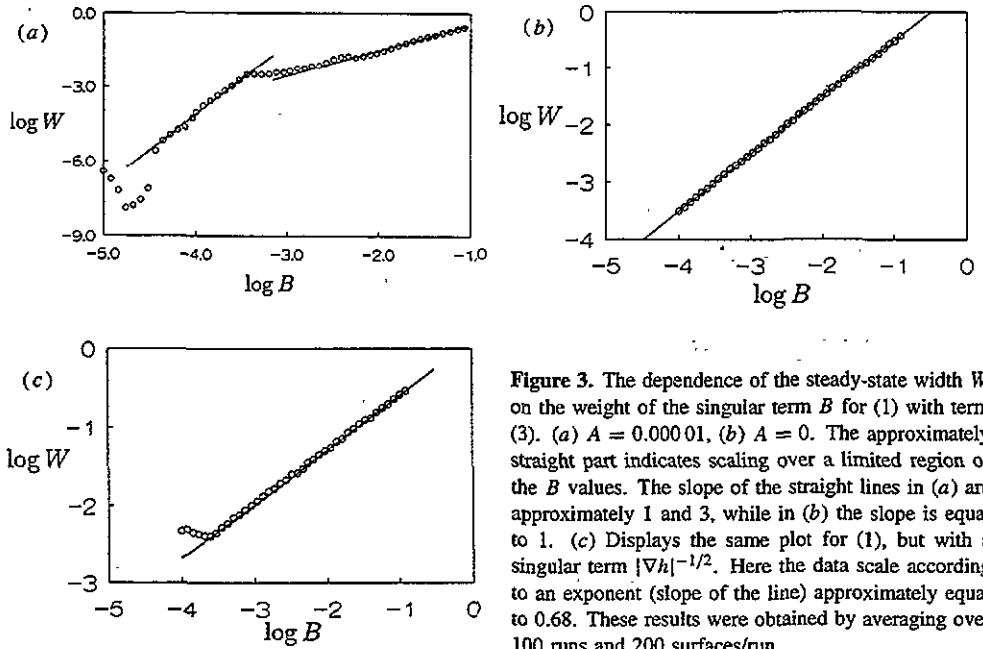 (a)
0.0
−3.0
log W
−6.0
−9.0
−5.0 −4.0 −3.0 −2.0 −1.0
log B
(b)
0
−1
log W −2
−3
−4
−5 −4 −3 −2 −1 0
log B
(c)
0
−1
log W
−2
−3
−5 −4 −3 −2 −1 0
log B
Figure 3. The dependence of the steady-state width W
on the weight of the singular term B for (1) with term
(3). (a) A = 0.000 01, (b) A = 0. The approximately
straight part indicates scaling over a limited region o
the B values. The slope of the straight lines in (a) are
approximately 1 and 3, while in (b) the slope is equa
to 1. (c) Displays the same plot for (1), but with
singular term |∇h|^{−1/2}. Here the data scale according
to an exponent (slope of the line) approximately equa
to 0.68. These results were obtained by averaging ove
100 runs and 200 surfaces/run